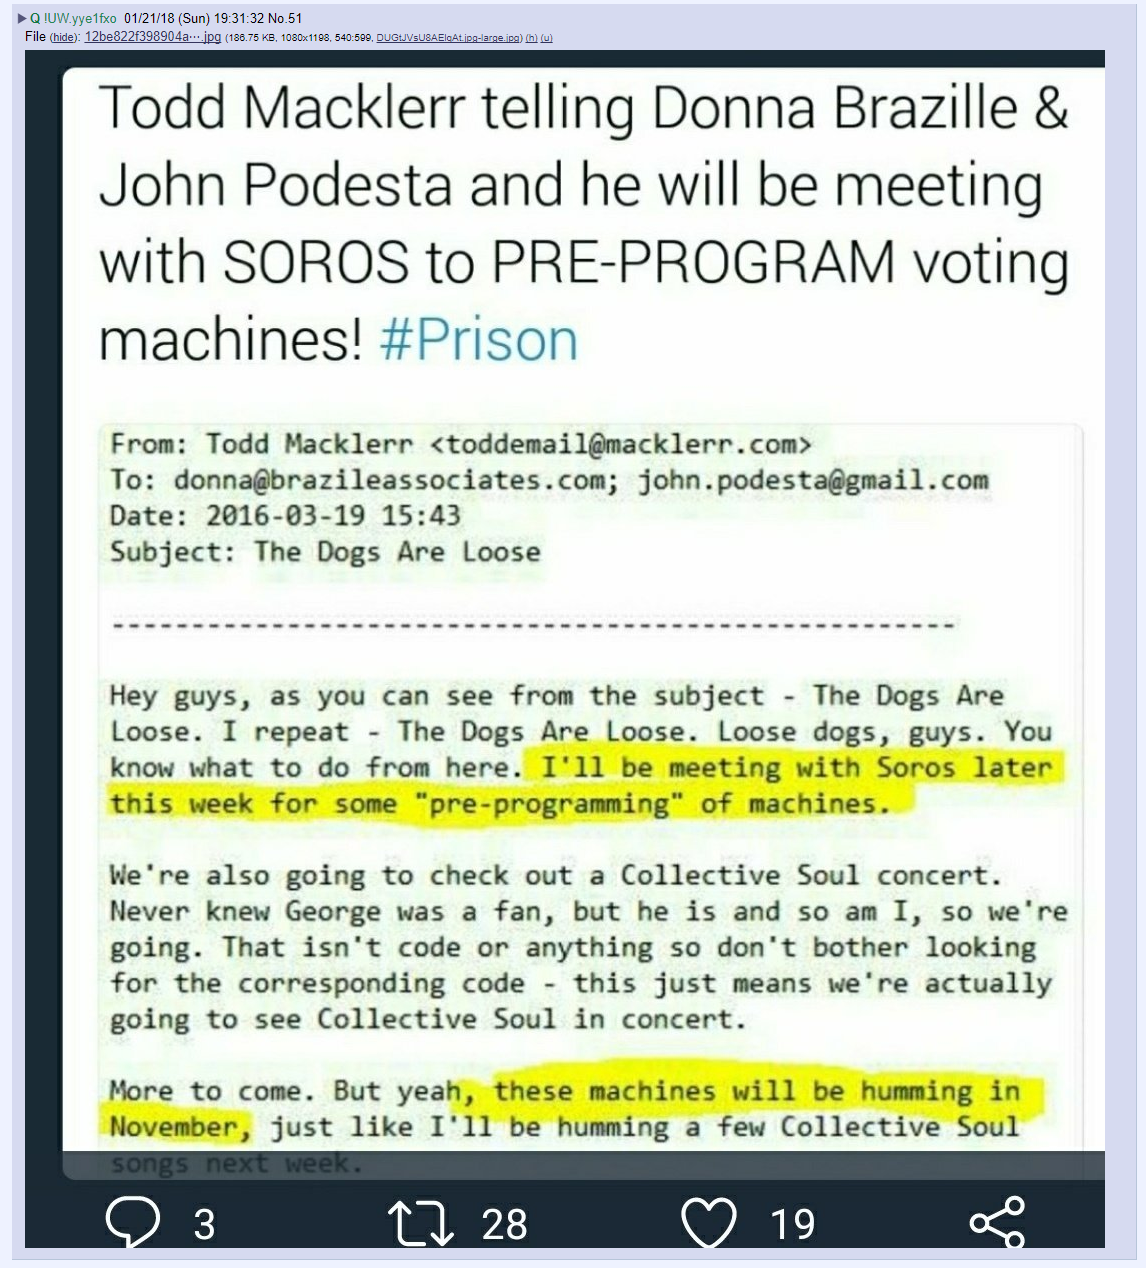 ▶ Q !UW.yye1fxo 01/21/18 (Sun) 19:31:32 No.51
File (hide): 12be822f398904a⋯.jpg (186.75 KB, 1080x1198, 540:599, DUGtJVsU8AElqAt.jpg-large.jpg) (h) (u)
Todd Macklerr telling Donna Brazille &
John Podesta and he will be meeting
with SOROS to PRE-PROGRAM voting
machines! #Prison
From: Todd Macklerr <toddemail@macklerr.com>
To: donna@brazileassociates.com; john.podesta@gmail.com
Date: 2016-03-19 15:43
Subject: The Dogs Are Loose
-----------------------------------------------------
Hey guys, as you can see from the subject - The Dogs Are
Loose. I repeat - The Dogs Are Loose. Loose dogs, guys. You
know what to do from here. I'll be meeting with Soros later
this week for some "pre-programming" of machines.
We're also going to check out a Collective Soul concert.
Never knew George was a fan, but he is and so am I, so we're
going. That isn't code or anything so don't bother looking
for the corresponding code - this just means we're actually
going to see Collective Soul in concert.
More to come. But yeah, these machines will be humming in
November, just like I'll be humming a few Collective Soul
songs next week.
3 28 19